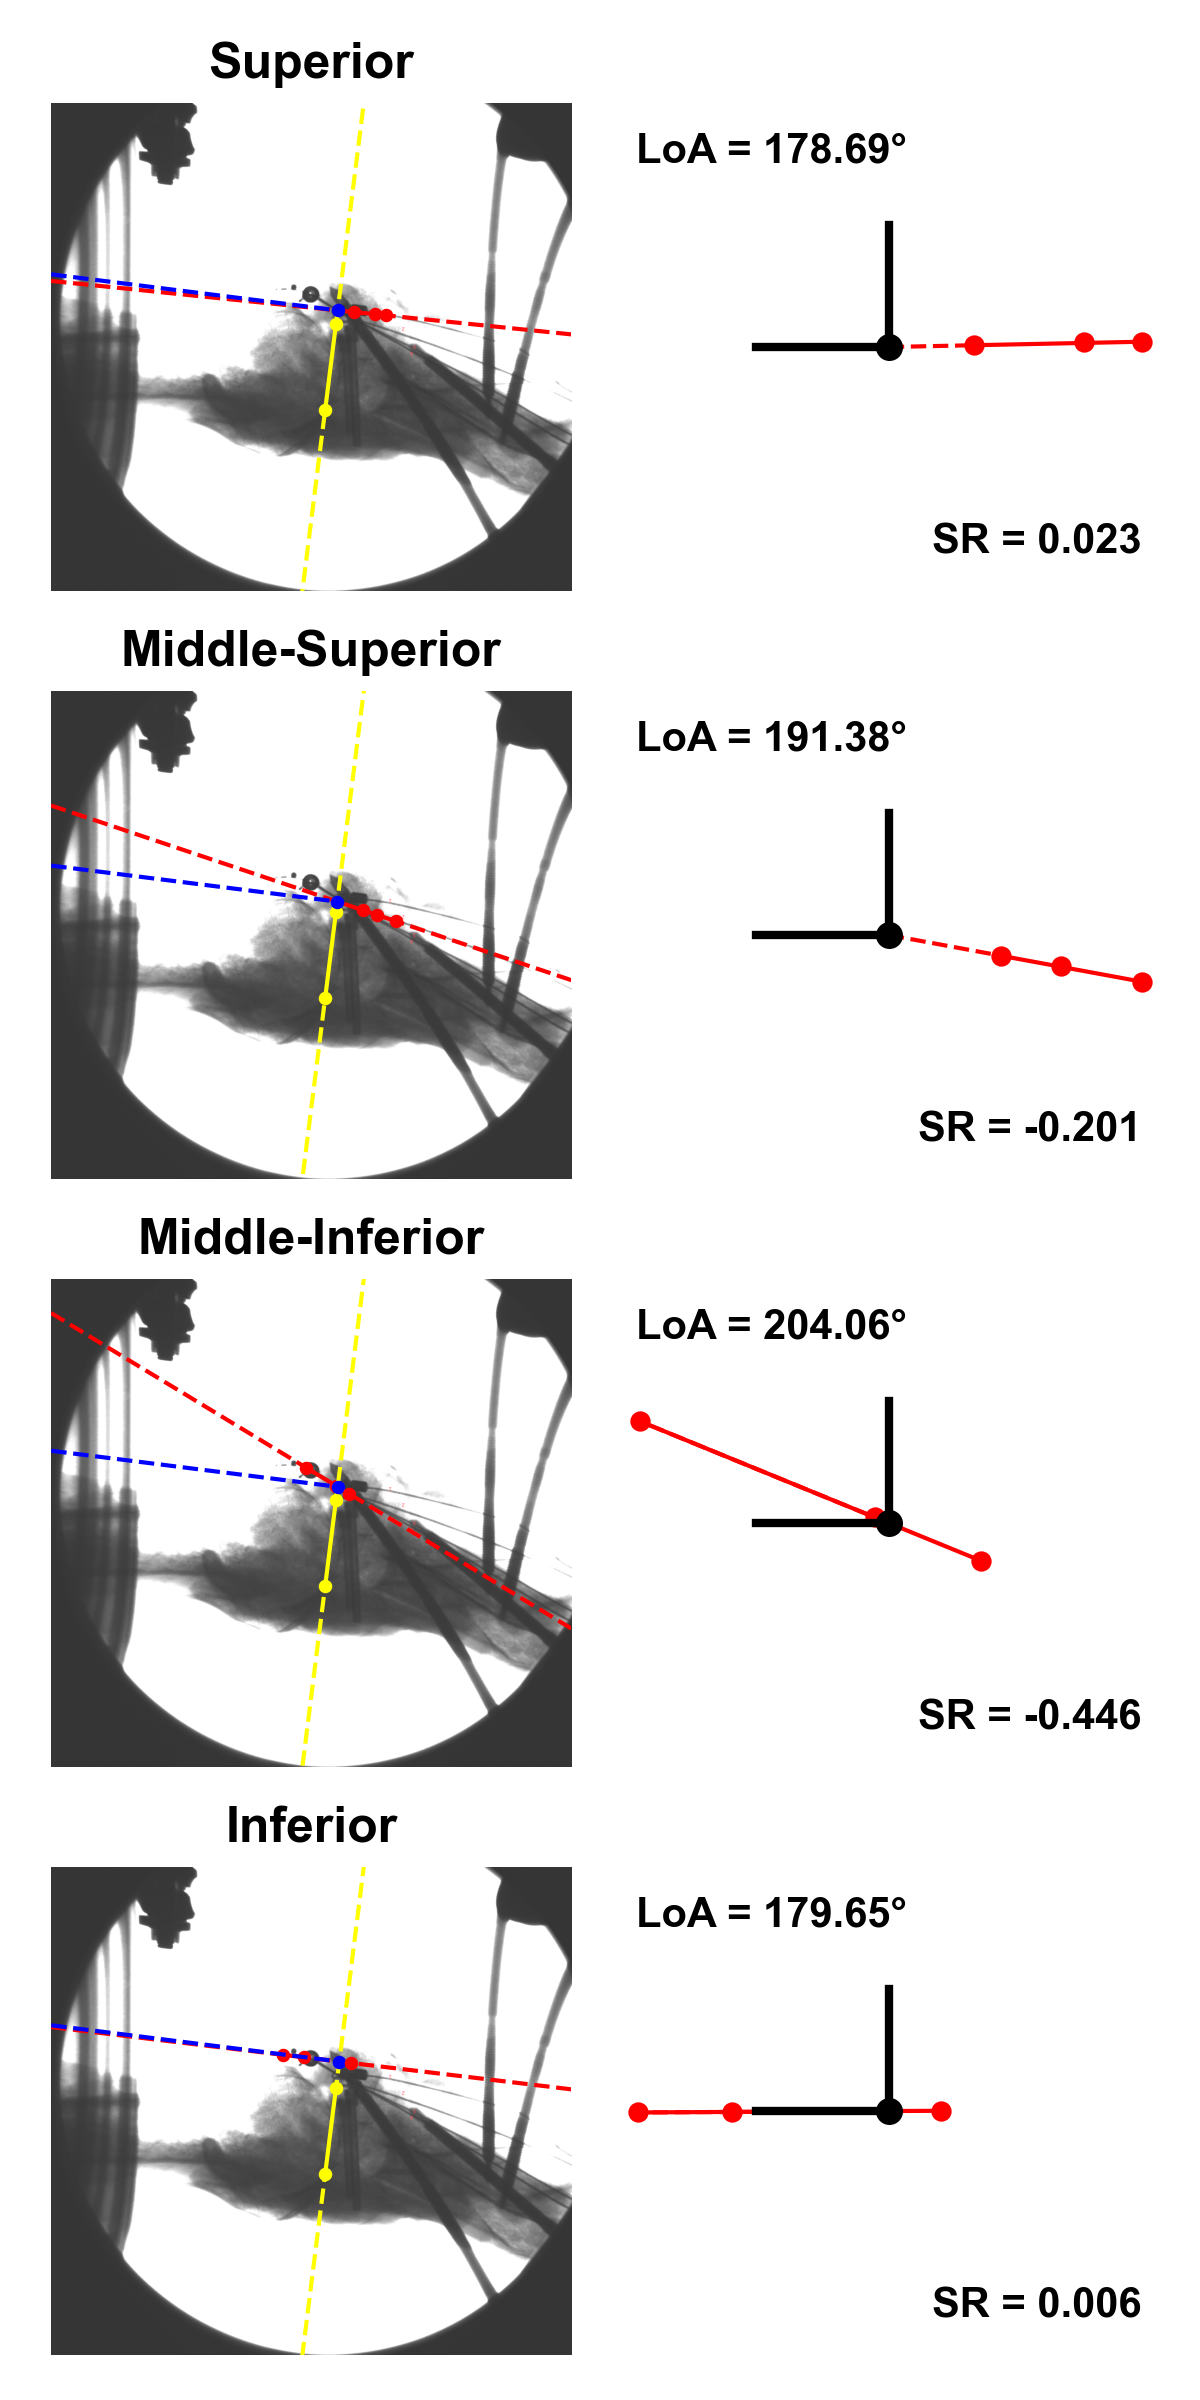 Superior
LoA = 178.69°
SR = 0.023
Middle-Superior
LoA = 191.38°
SR = -0.201
Middle-Inferior
LoA = 204.06°
SR = -0.446
Inferior
LoA = 179.65°
SR = 0.006